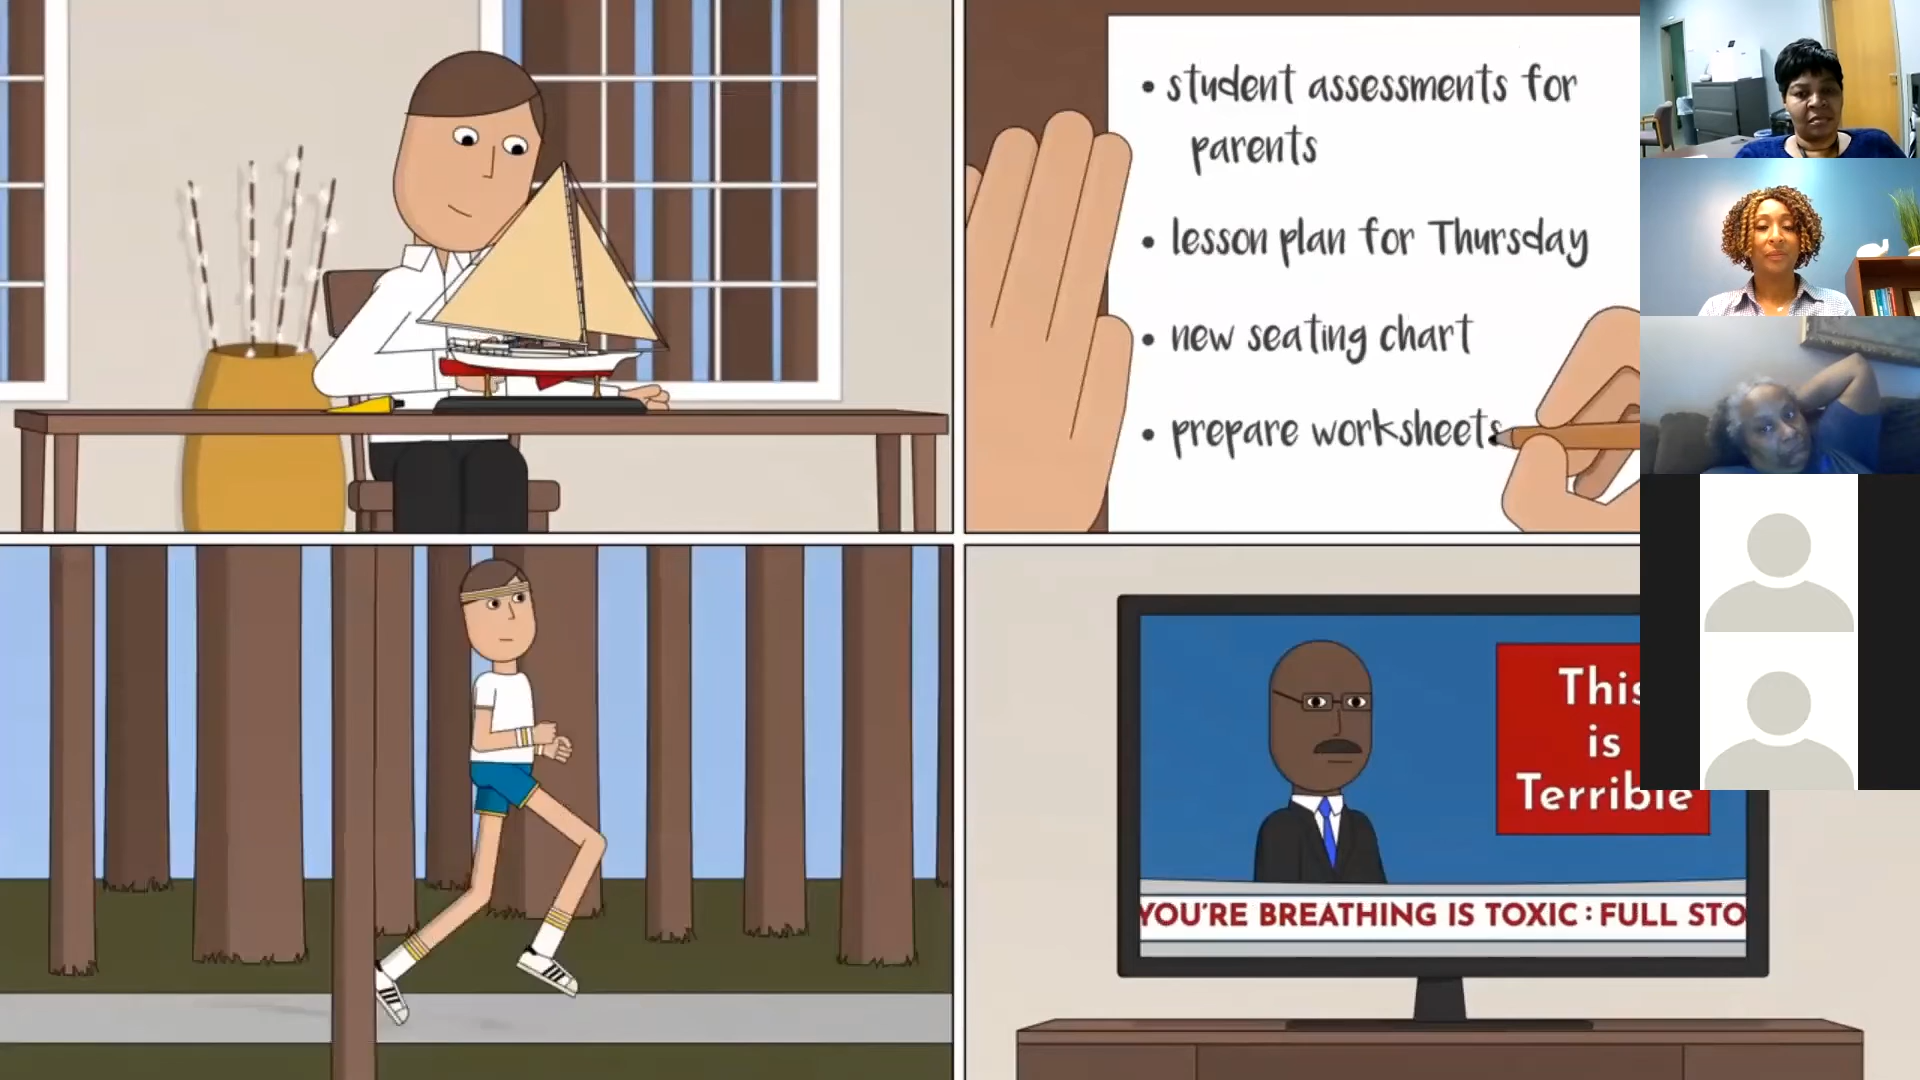 • student assessments for
parents
• lesson plan for Thursday
• new seating chart
• prepare worksheets
This
is
Terrible
YOU'RE BREATHING IS TOXIC : FULL STO